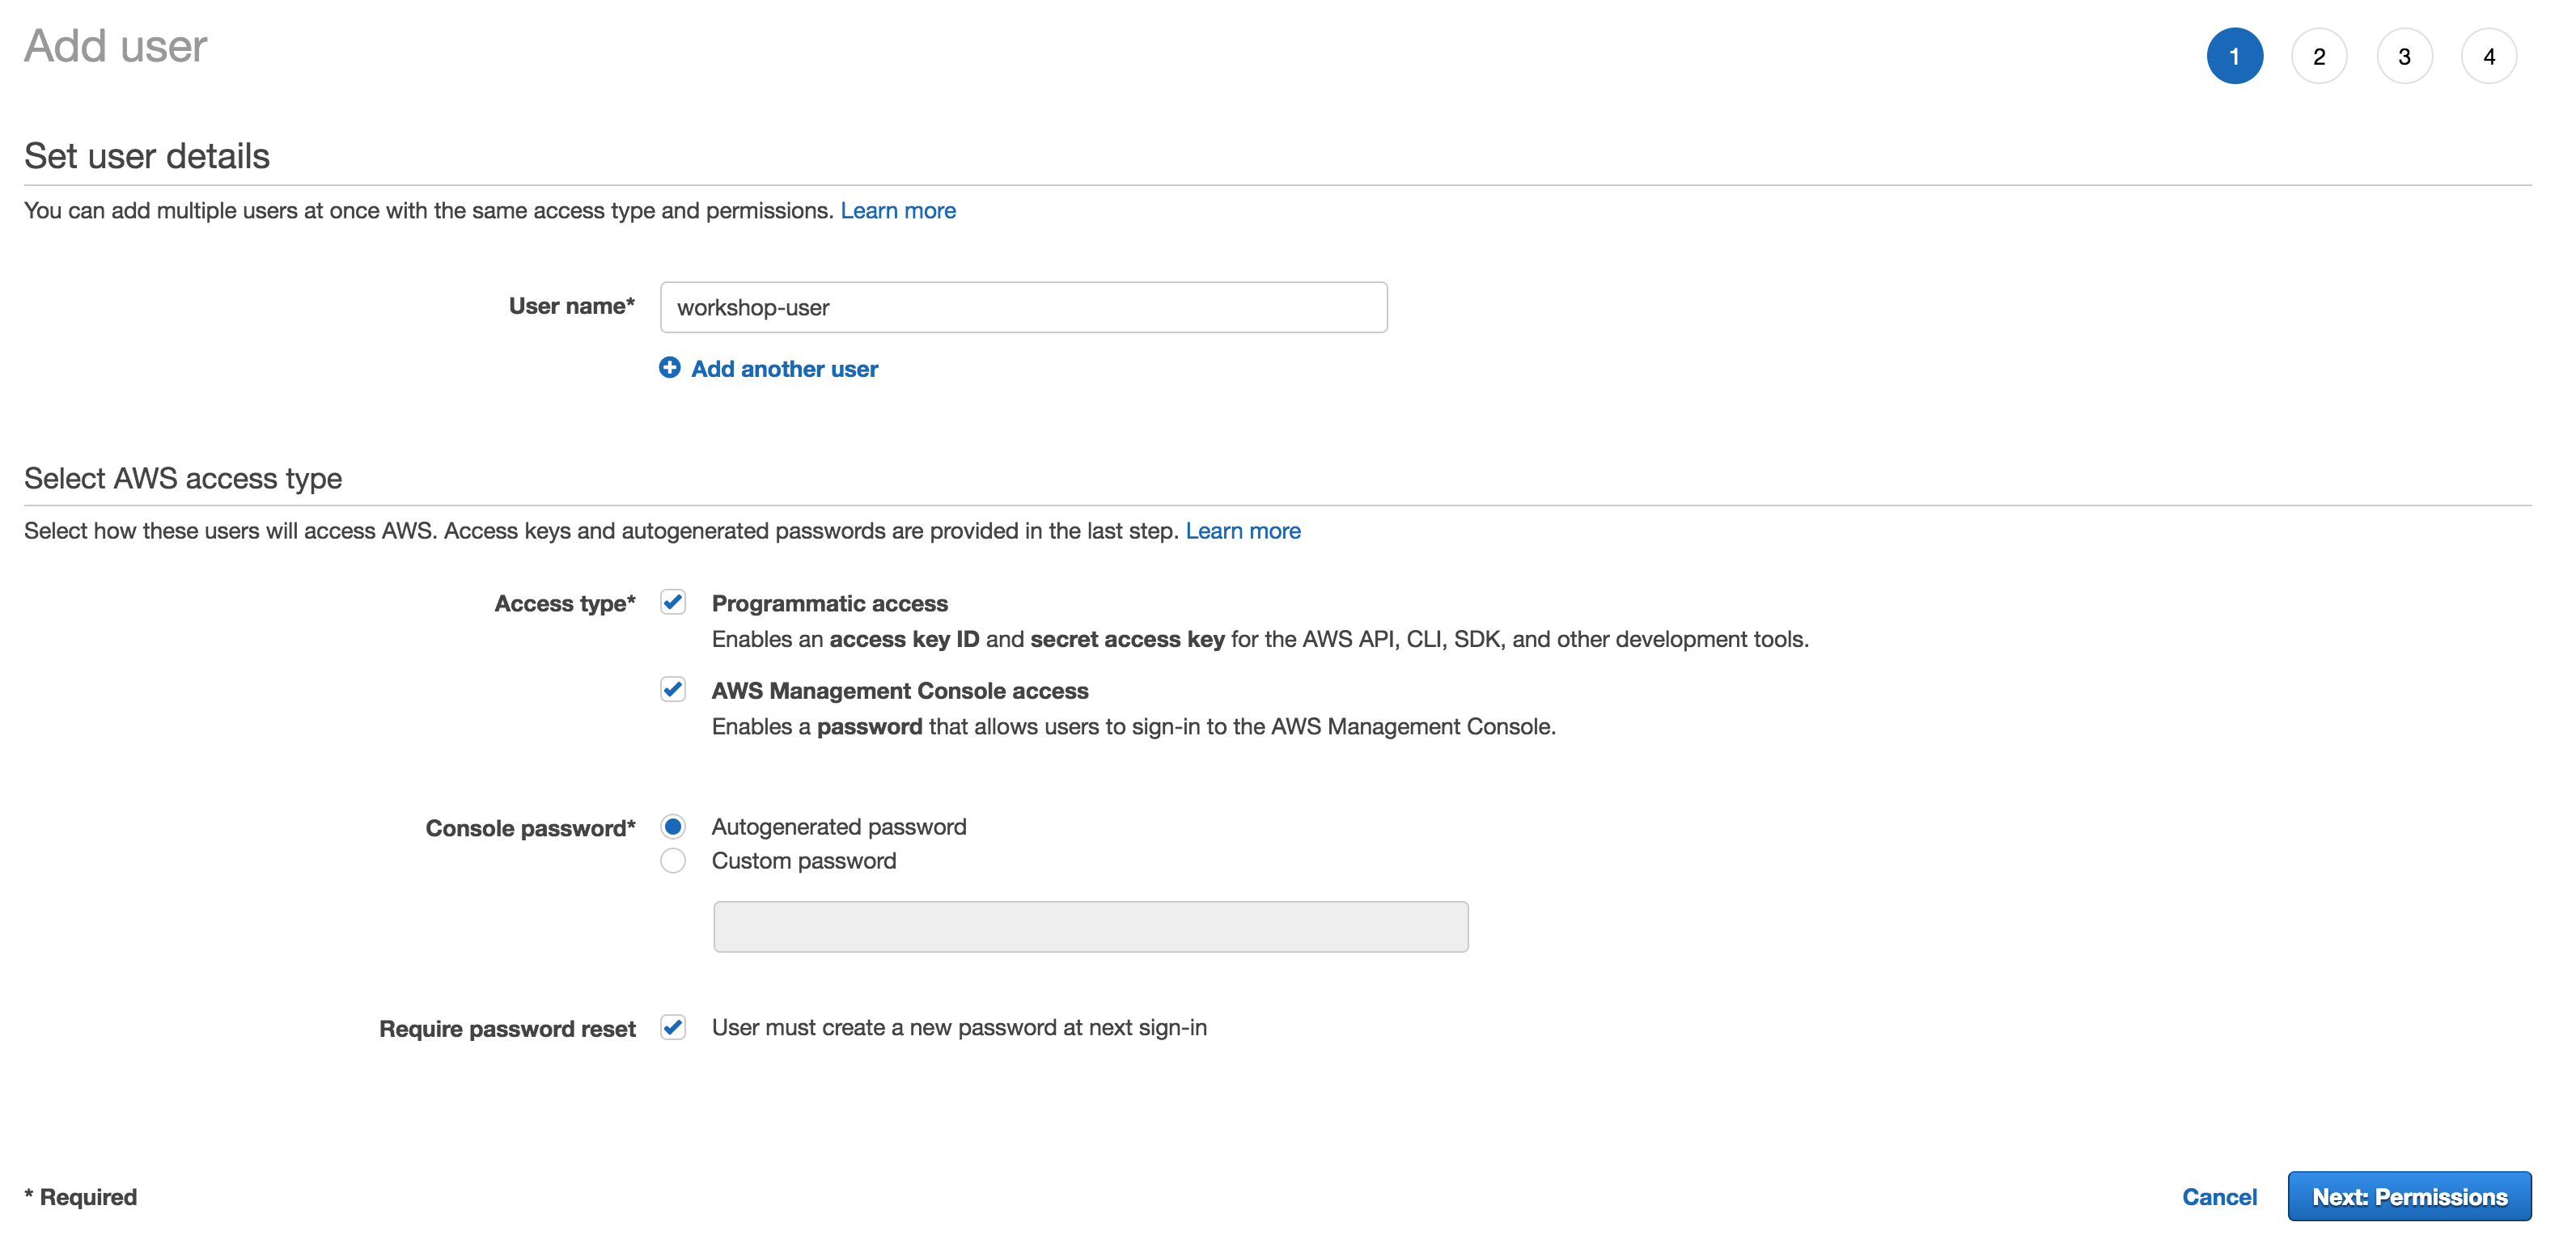 Add user
1 2 3 4
Set user details
You can add multiple users at once with the same access type and permissions. Learn more
User name* workshop-user
Add another user
Select AWS access type
Select how these users will access AWS. Access keys and autogenerated passwords are provided in the last step. Learn more
Access type* Programmatic access
Enables an access key ID and secret access key for the AWS API, CLI, SDK, and other development tools.
AWS Management Console access
Enables a password that allows users to sign-in to the AWS Management Console.
Console password* Autogenerated password
Custom password
Require password reset User must create a new password at next sign-in
* Required Cancel Next: Permissions